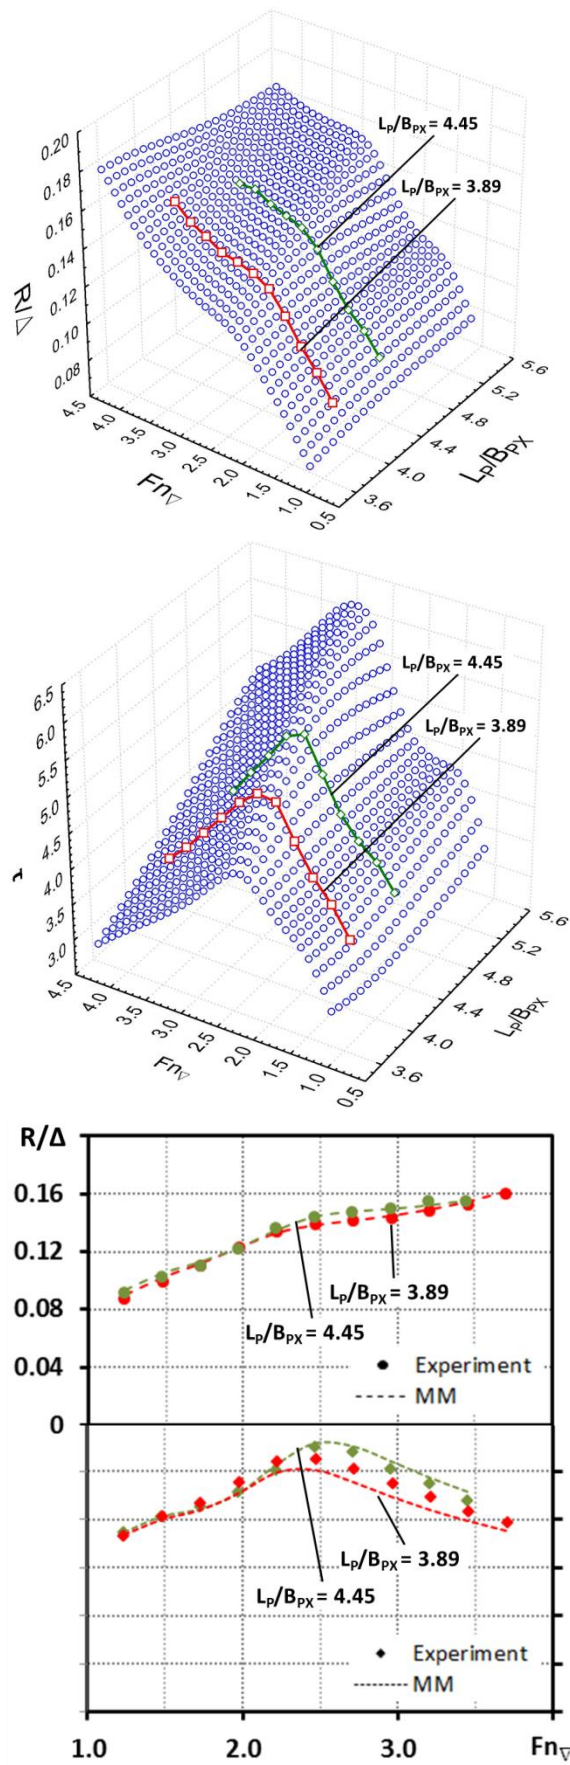 0.20
0.18
0.16
0.14
0.12
0.10
0.08
R/△
4.5
4.0
3.5
3.0
2.5
2.0
1.5
1.0
0.5
Fn▽
3.6
4.0
4.4
4.8
5.2
5.6
LP/BPX
LP/BPX = 4.45
LP/BPX = 3.89
6.5
6.0
5.5
5.0
4.5
4.0
3.5
3.0
τ
4.5
4.0
3.5
3.0
2.5
2.0
1.5
1.0
0.5
Fn▽
3.6
4.0
4.4
4.8
5.2
5.6
LP/BPX
LP/BPX = 4.45
LP/BPX = 3.89
R/Δ
0.16
0.12
0.08
0.04
0
LP/BPX = 3.89
LP/BPX = 4.45
Experiment
MM
LP/BPX = 3.89
LP/BPX = 4.45
Experiment
MM
1.0
2.0
3.0
Fn▽